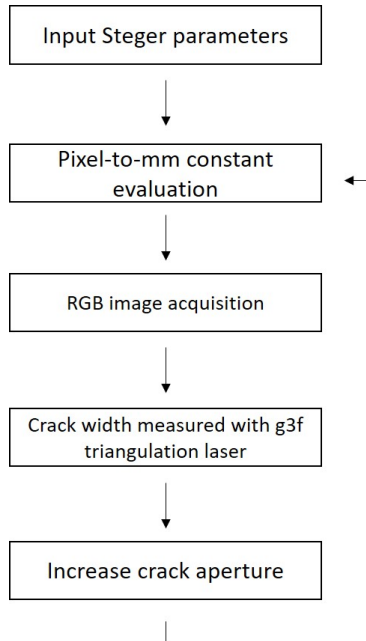 Input Steger parameters
Pixel-to-mm constant
evaluation
RGB image acquisition
Crack width measured with g3f
triangulation laser
Increase crack aperture